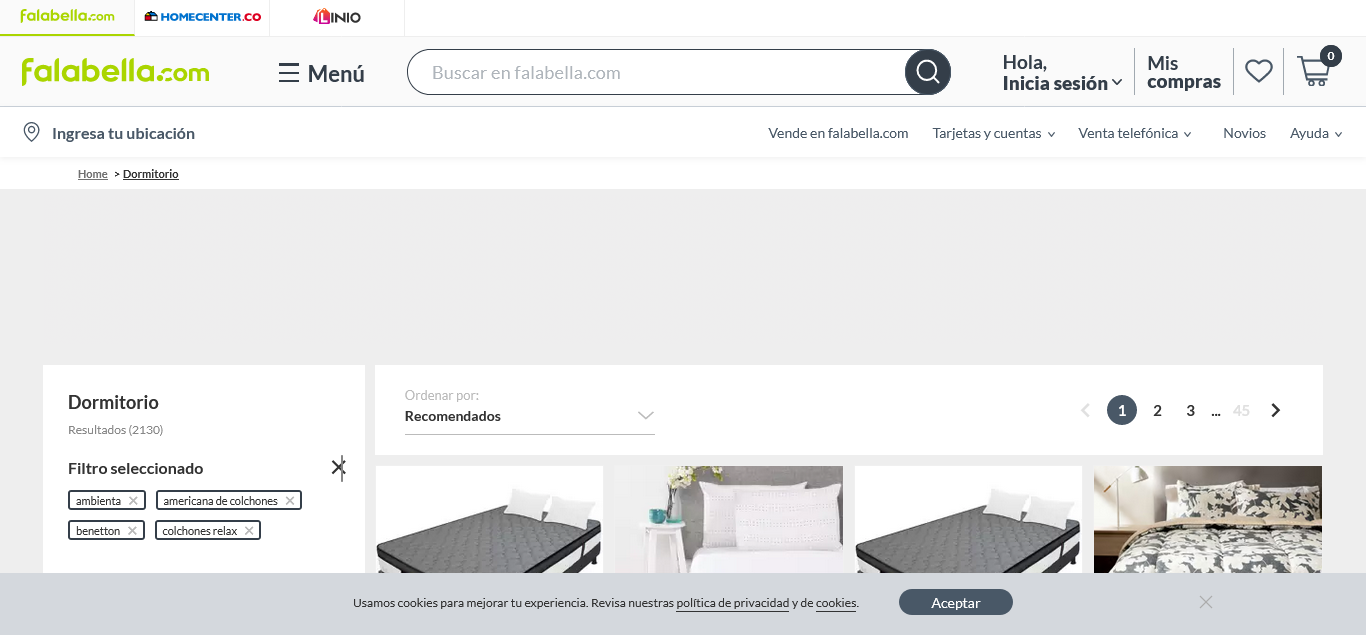 falabella.com HOMECENTER.CO LINIO
falabella.com Menú Buscar en falabella.com Hola, Inicia sesión Mis compras 0
Ingresa tu ubicación Vende en falabella.com Tarjetas y cuentas Venta telefónica Novios Ayuda
Home > Dormitorio
Dormitorio
Resultados (2130)
Filtro seleccionado
ambienta americana de colchones
benetton colchones relax
Ordenar por:
Recomendados
1 2 3 ... 45
Usamos cookies para mejorar tu experiencia. Revisa nuestras política de privacidad y de cookies. Aceptar